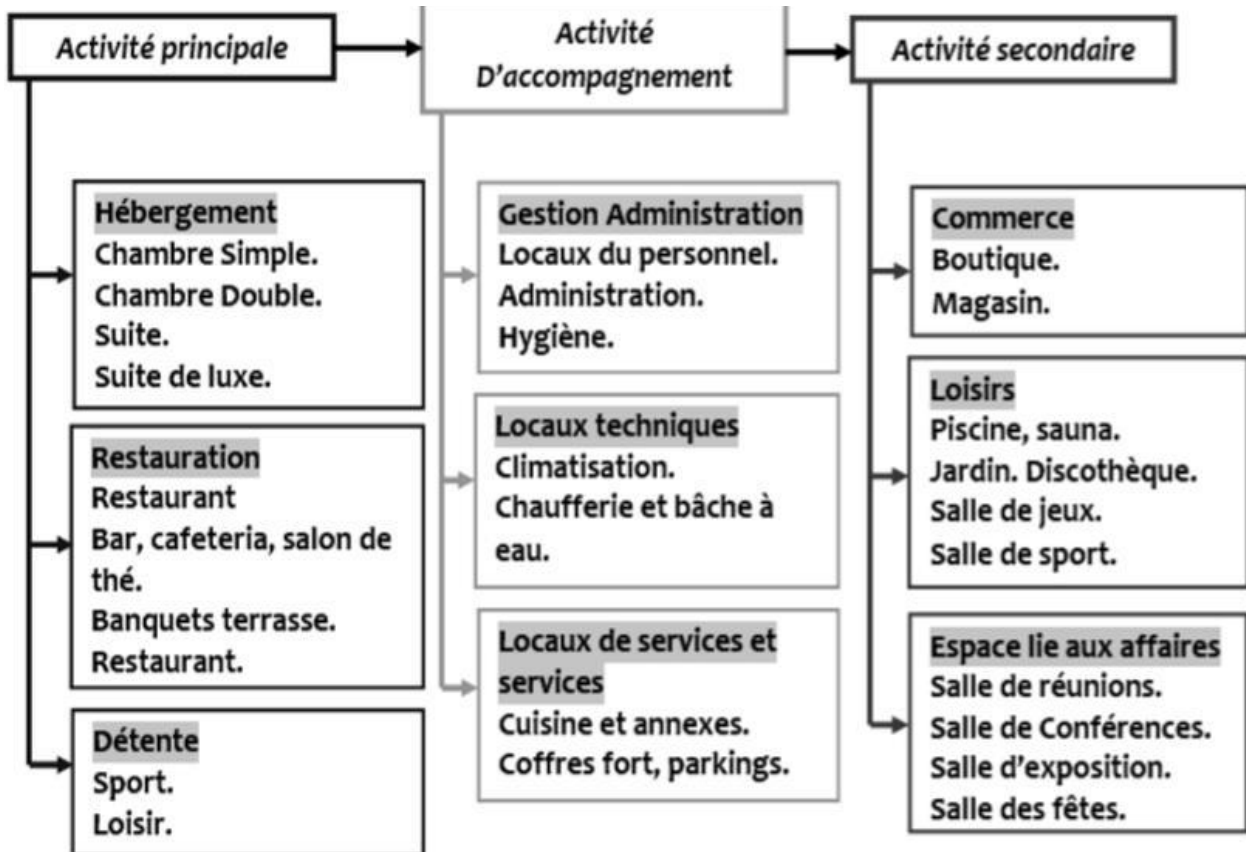 Activité principale
Activité
D'accompagnement
Activité secondaire
Hébergement
Chambre Simple.
Chambre Double.
Suite.
Suite de luxe.
Restauration
Restaurant
Bar, cafeteria, salon de
thé.
Banquets terrasse.
Restaurant.
Détente
Sport.
Loisir.
Gestion Administration
Locaux du personnel.
Administration.
Hygiène.
Locaux techniques
Climatisation.
Chaufferie et bâche à
eau.
Locaux de services et
services
Cuisine et annexes.
Coffres fort, parkings.
Commerce
Boutique.
Magasin.
Loisirs
Piscine, sauna.
Jardin. Discothèque.
Salle de jeux.
Salle de sport.
Espace lie aux affaires
Salle de réunions.
Salle de Conférences.
Salle d'exposition.
Salle des fêtes.